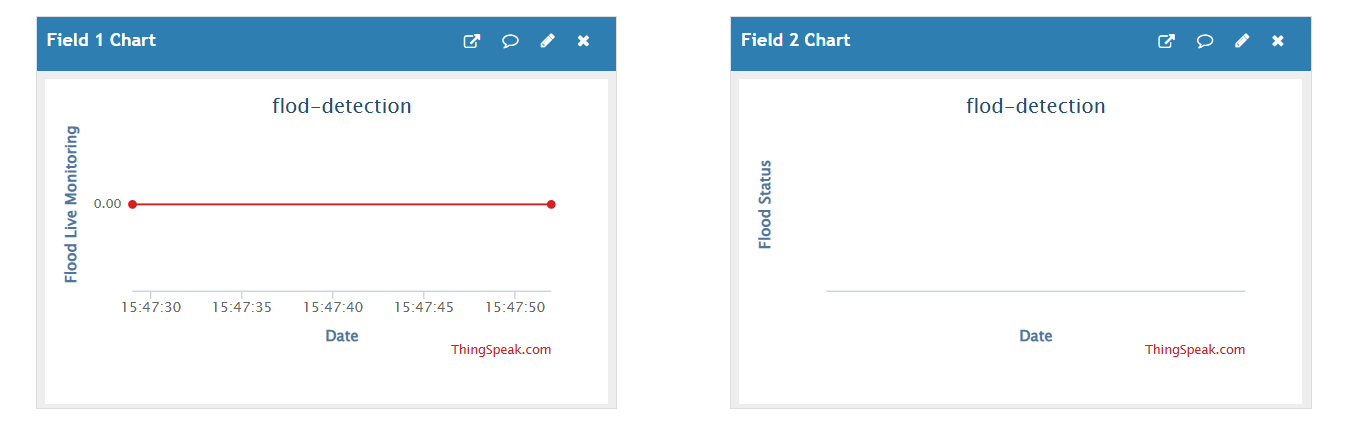 Field 1 Chart
flod-detection
Flood Live Monitoring
0.00
15:47:30 15:47:35 15:47:40 15:47:45 15:47:50
Date
ThingSpeak.com
Field 2 Chart
flod-detection
Flood Status
Date
ThingSpeak.com